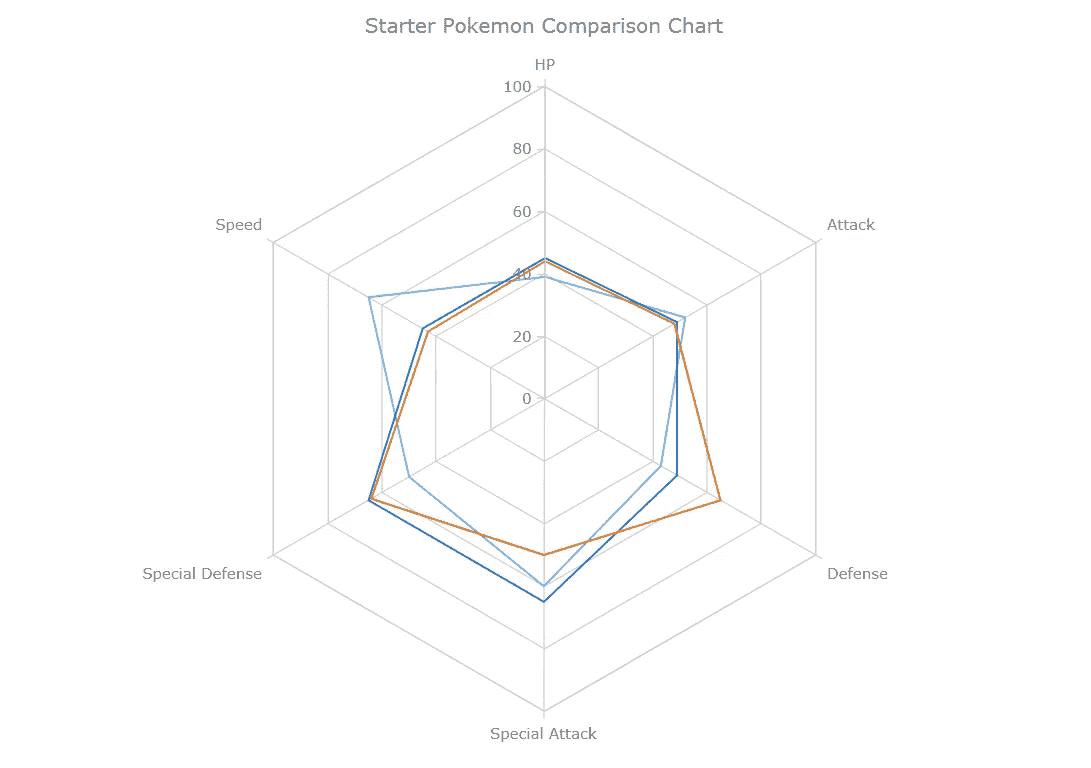 Starter Pokemon Comparison Chart
HP
100
80
60
40
20
0
Speed
Attack
Special Defense
Defense
Special Attack